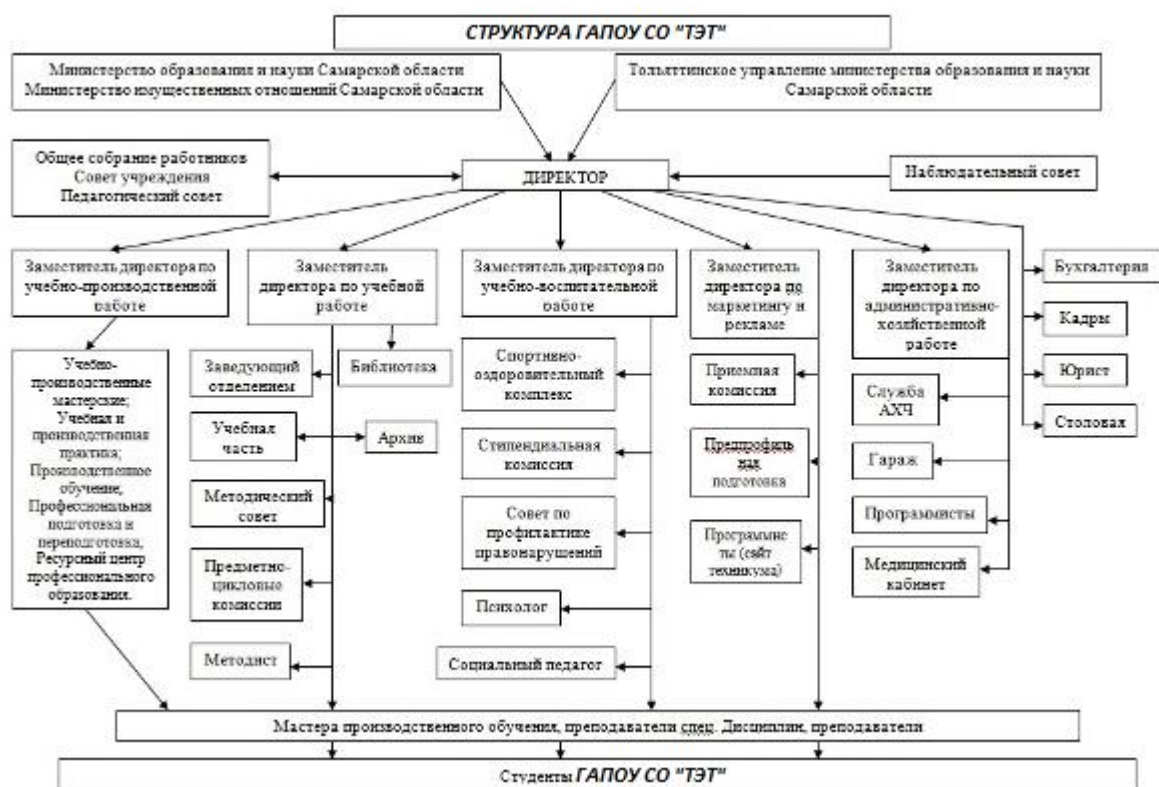 СТРУКТУРА ГАПОУ СО "ТЭТ"
Министерство образования и науки Самарской области
Министерство имущественных отношений Самарской области
Тольяттинское управление министерства образования и науки
Самарской области
Общее собрание работников
Совет учреждения
Педагогический совет
ДИРЕКТОР
Наблюдательный совет
Заместитель директора по
учебно-производственной
работе
Заместитель
директора по учебной
работе
Заместитель директора по
учебно-воспитательной
работе
Заместитель
директора по
маркетингу и
рекламе
Заместитель
директора по
административно-
хозяйственной
работе
Бухгалтерия
Кадры
Юрист
Столовая
Учебно-
производственные
мастерские;
Учебная и
производственная
практика;
Производственное
обучение;
Профессиональная
подготовка и
переподготовка;
Ресурсный центр
профессионального
образования.
Заведующий
отделением
Библиотека
Учебная
часть
Архив
Методический
совет
Предметно-
цикловые
комиссии
Методист
Спортивно-
оздоровительный
комплекс
Стипендиальная
комиссия
Совет по
профилактике
правонарушений
Психолог
Социальный педагог
Приемная
комиссия
Предпрофиль
ная
подготовка
Программис
ты (сайт
техникума)
Служба
АХЧ
Гараж
Программисты
Медицинский
кабинет
Мастера производственного обучения, преподаватели спец. Дисциплин, преподаватели
Студенты ГАПОУ СО "ТЭТ"